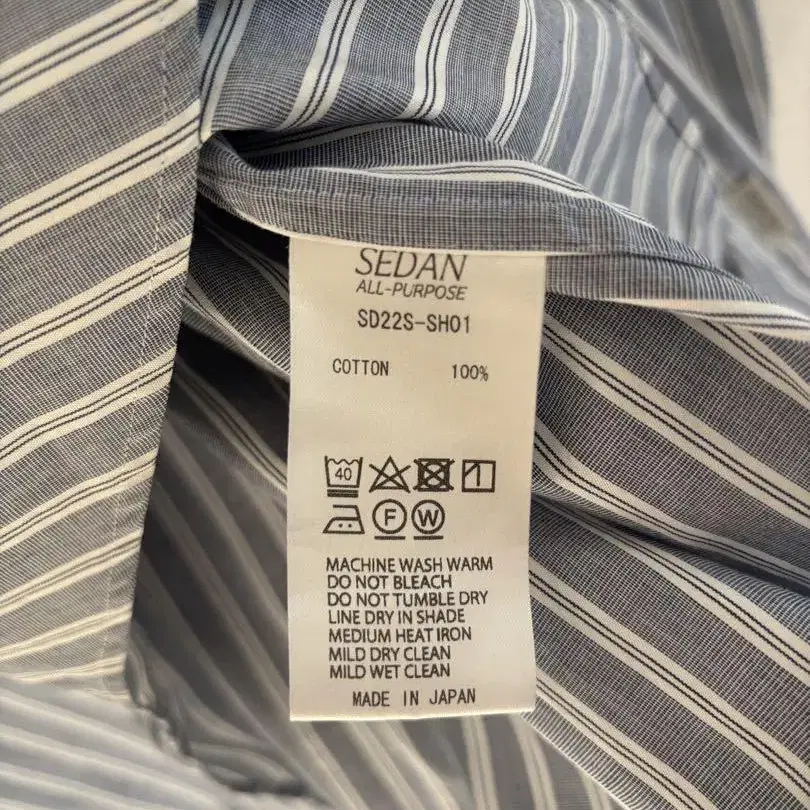 SEDAN
ALL-PURPOSE
SD22S-SH01
COTTON 100%
40
F W
MACHINE WASH WARM
DO NOT BLEACH
DO NOT TUMBLE DRY
LINE DRY IN SHADE
MEDIUM HEAT IRON
MILD DRY CLEAN
MILD WET CLEAN
MADE IN JAPAN